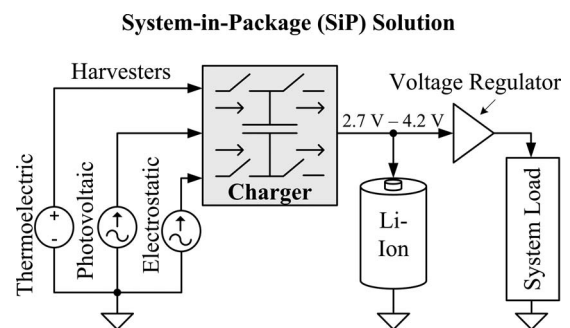 System-in-Package (SiP) Solution
Harvesters
Voltage Regulator
2.7 V – 4.2 V
Charger
Thermoelectric
+
-
Photovoltaic
Electrostatic
Li-
Ion
System Load